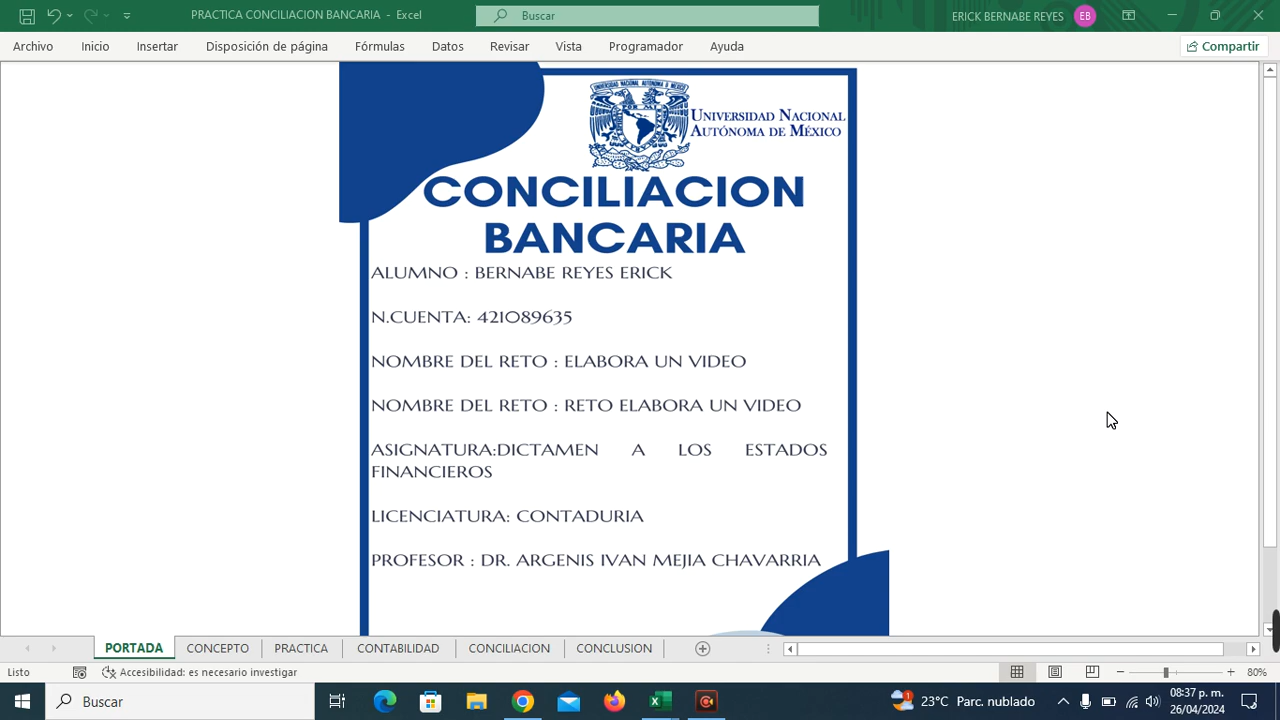 PRACTICA CONCILIACION BANCARIA - Excel
Buscar
ERICK BERNABE REYES
EB
Archivo
Inicio
Insertar
Disposición de página
Fórmulas
Datos
Revisar
Vista
Programador
Ayuda
Compartir
UNIVERSIDAD NACIONAL
AUTÓNOMA DE MÉXICO
CONCILIACION
BANCARIA
ALUMNO : BERNABE REYES ERICK
N.CUENTA: 421089635
NOMBRE DEL RETO : ELABORA UN VIDEO
NOMBRE DEL RETO : RETO ELABORA UN VIDEO
ASIGNATURA:DICTAMEN A LOS ESTADOS
FINANCIEROS
LICENCIATURA: CONTADURIA
PROFESOR : DR. ARGENIS IVAN MEJIA CHAVARRIA
PORTADA
CONCEPTO
PRACTICA
CONTABILIDAD
CONCILIACION
CONCLUSION
Listo
Accesibilidad: es necesario investigar
80%
Buscar
1
23°C Parc. nublado
08:37 p. m.
26/04/2024